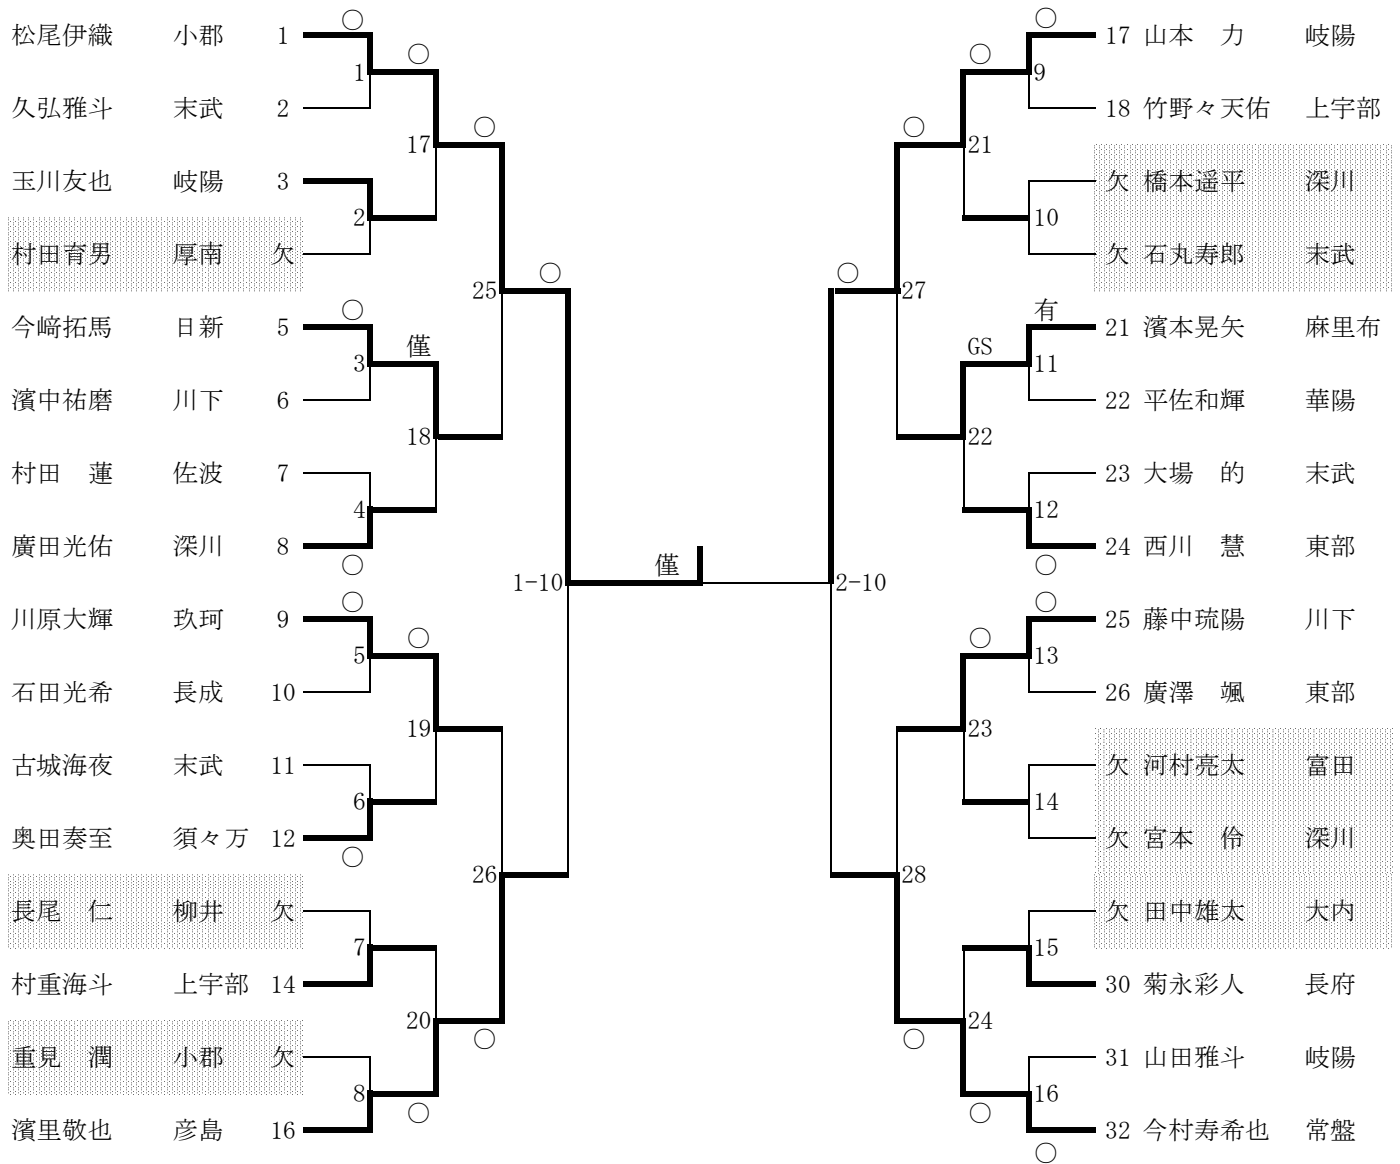 松尾伊織 小郡 1
久弘雅斗 末武 2
玉川友也 岐陽 3
村田育男 厚南 欠
今﨑拓馬 日新 5
濱中祐磨 川下 6
村田 蓮 佐波 7
廣田光佑 深川 8
川原大輝 玖珂 9
石田光希 長成 10
古城海夜 末武 11
奥田奏至 須々万 12
長尾 仁 柳井 欠
村重海斗 上宇部 14
重見 潤 小郡 欠
濱里敬也 彦島 16
○
1
2
○
3
4
○
○
5
6
○
7
8
○
17
僅
18
○
19
20
○
○
25
26
○
○
1-10
僅
2-10
○
27
28
○
21
○
22
GS
23
○
24
○
○
9
10
有
11
12
○
○
13
14
15
16
○
○
17 山本 力 岐陽
18 竹野々天佑 上宇部
欠 橋本遥平 深川
欠 石丸寿郎 末武
21 濱本晃矢 麻里布
22 平佐和輝 華陽
23 大場 的 末武
24 西川 慧 東部
25 藤中琉陽 川下
26 廣澤 颯 東部
欠 河村亮太 富田
欠 宮本 伶 深川
欠 田中雄太 大内
30 菊永彩人 長府
31 山田雅斗 岐陽
32 今村寿希也 常盤